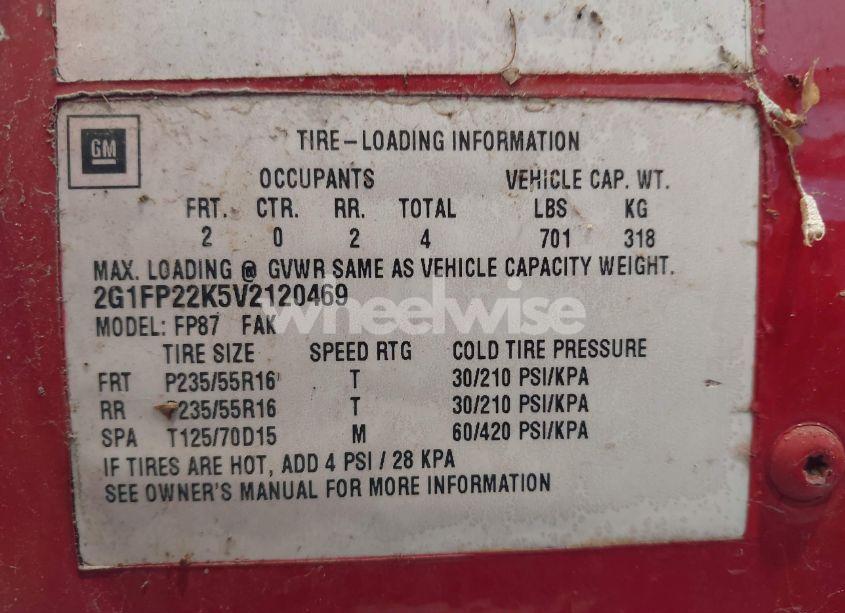 GM
TIRE-LOADING INFORMATION
OCCUPANTS VEHICLE CAP. WT.
FRT. CTR. RR. TOTAL LBS KG
2 0 2 4 701 318
MAX. LOADING @ GVWR SAME AS VEHICLE CAPACITY WEIGHT.
2G1FP22K5V2120469
wheelwise
MODEL: FP87 FAK
TIRE SIZE SPEED RTG COLD TIRE PRESSURE
FRT P235/55R16 T 30/210 PSI/KPA
RR P235/55R16 T 30/210 PSI/KPA
SPA T125/70D15 M 60/420 PSI/KPA
IF TIRES ARE HOT, ADD 4 PSI / 28 KPA
SEE OWNER'S MANUAL FOR MORE INFORMATION